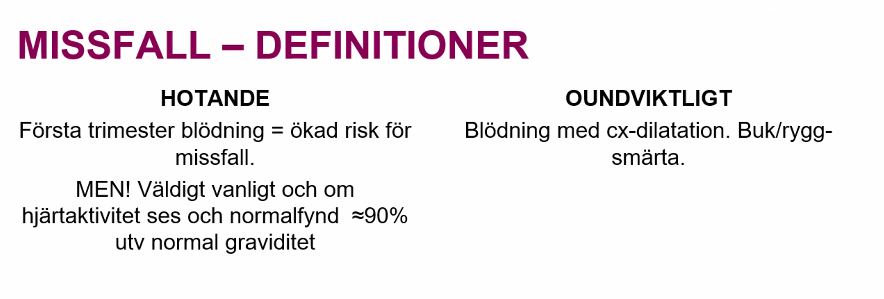 MISSFALL – DEFINITIONER
HOTANDE
Första trimester blödning = ökad risk för
missfall.
MEN! Väldigt vanligt och om
hjärtaktivitet ses och normalfynd ≈90%
utv normal graviditet
OUNDVIKTLIGT
Blödning med cx-dilatation. Buk/rygg-
smärta.